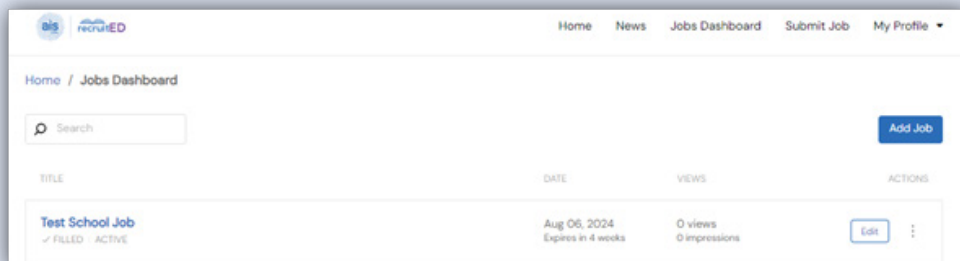 ais recruitED Home News Jobs Dashboard Submit Job My Profile
Home / Jobs Dashboard
Search Add Job
TITLE DATE VIEWS ACTIONS
Test School Job Aug 06, 2024 0 views Edit
✓ FILLED · ACTIVE Expires in 4 weeks 0 impressions